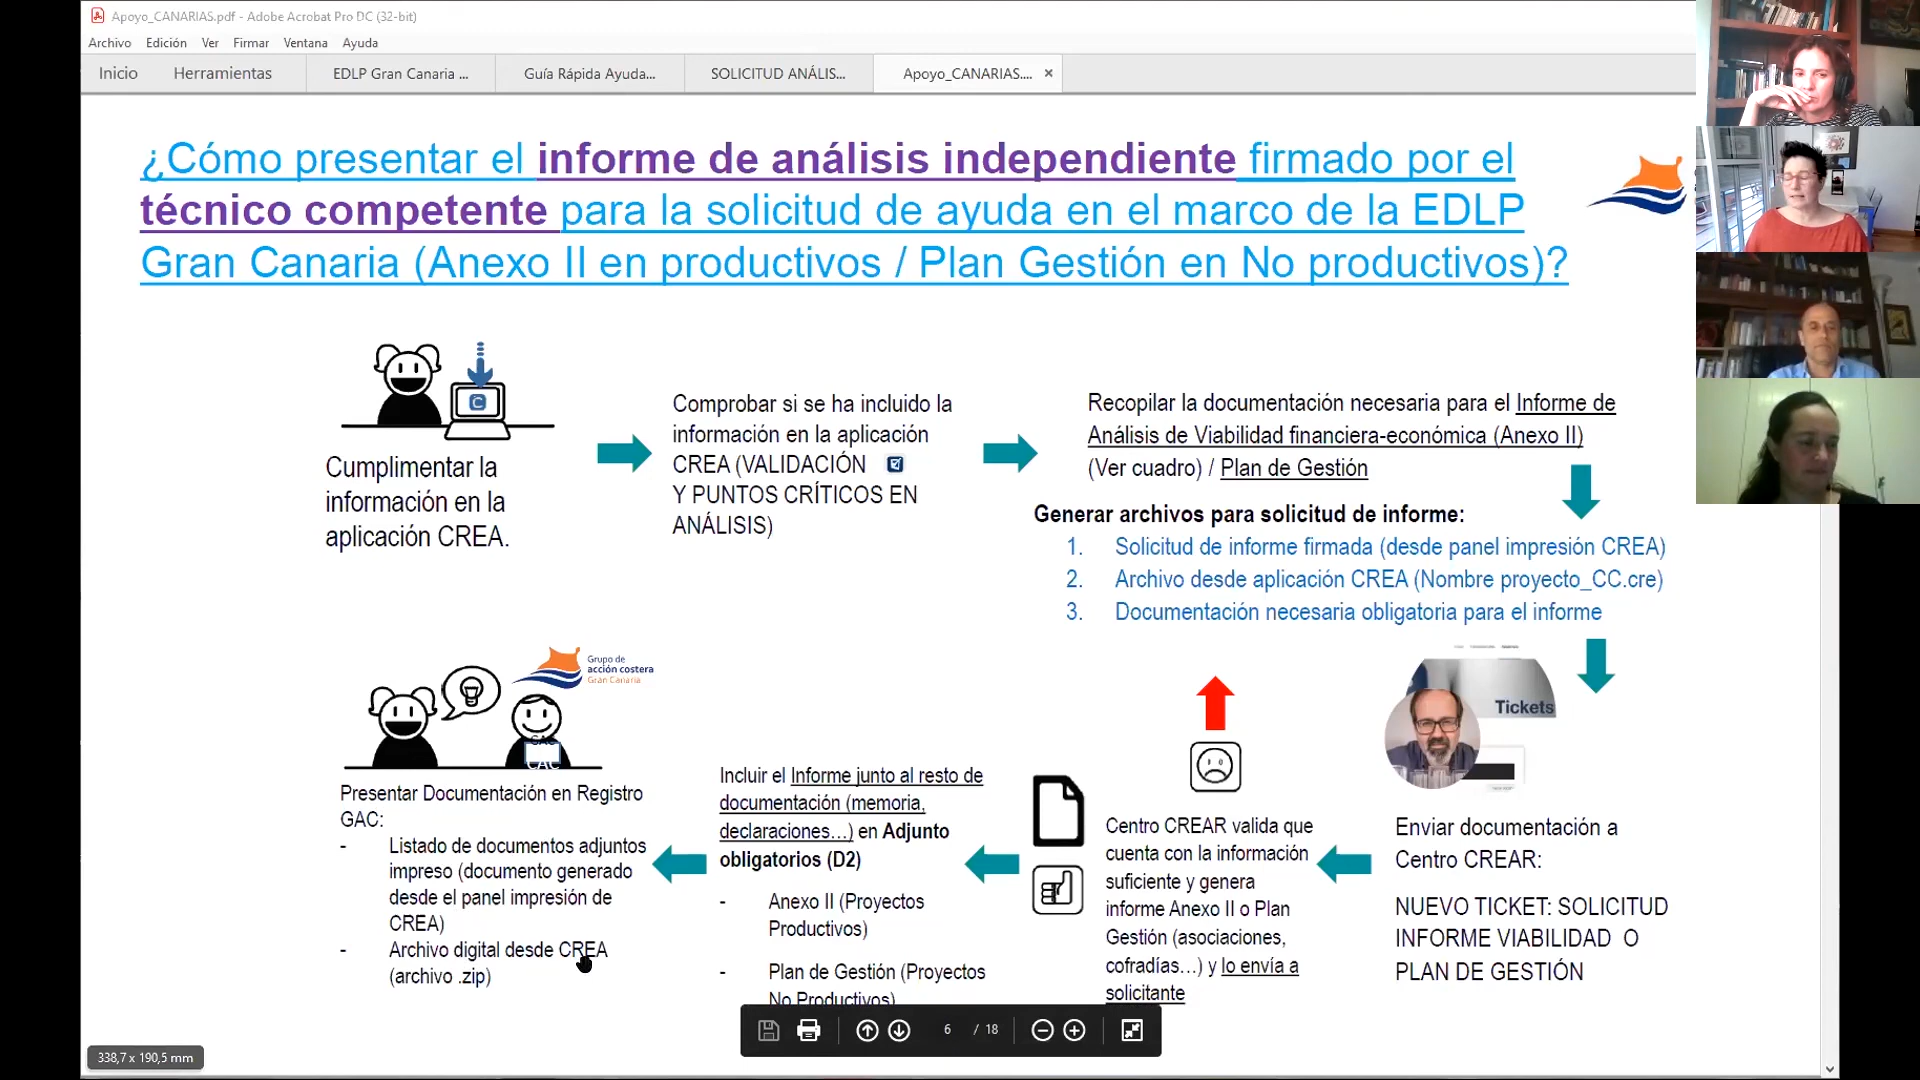 Apoyo_CANARIAS.pdf - Adobe Acrobat Pro DC (32-bit)
Archivo Edición Ver Firmar Ventana Ayuda
Inicio Herramientas EDLP Gran Canaria ... Guía Rápida Ayuda... SOLICITUD ANÁLIS... Apoyo_CANARIAS.... ×
¿Cómo presentar el informe de análisis independiente firmado por el
técnico competente para la solicitud de ayuda en el marco de la EDLP
Gran Canaria (Anexo II en productivos / Plan Gestión en No productivos)?
C
Cumplimentar la
información en la
aplicación CREA.
Comprobar si se ha incluido la
información en la aplicación
CREA (VALIDACIÓN
Y PUNTOS CRÍTICOS EN
ANÁLISIS)
Recopilar la documentación necesaria para el Informe de
Análisis de Viabilidad financiera-económica (Anexo II)
(Ver cuadro) / Plan de Gestión
Generar archivos para solicitud de informe:
1. Solicitud de informe firmada (desde panel impresión CREA)
2. Archivo desde aplicación CREA (Nombre proyecto_CC.cre)
3. Documentación necesaria obligatoria para el informe
Tickets
Enviar documentación a
Centro CREAR:
NUEVO TICKET: SOLICITUD
INFORME VIABILIDAD O
PLAN DE GESTIÓN
Centro CREAR valida que
cuenta con la información
suficiente y genera
informe Anexo II o Plan
Gestión (asociaciones,
cofradías…) y lo envía a
solicitante
Incluir el Informe junto al resto de
documentación (memoria,
declaraciones…) en Adjunto
obligatorios (D2)
- Anexo II (Proyectos
Productivos)
- Plan de Gestión (Proyectos
No Productivos)
Grupo de
acción costera
Gran Canaria
Presentar Documentación en Registro
GAC:
- Listado de documentos adjuntos
impreso (documento generado
desde el panel impresión de
CREA)
- Archivo digital desde CREA
(archivo .zip)
6 / 18
338,7 x 190,5 mm